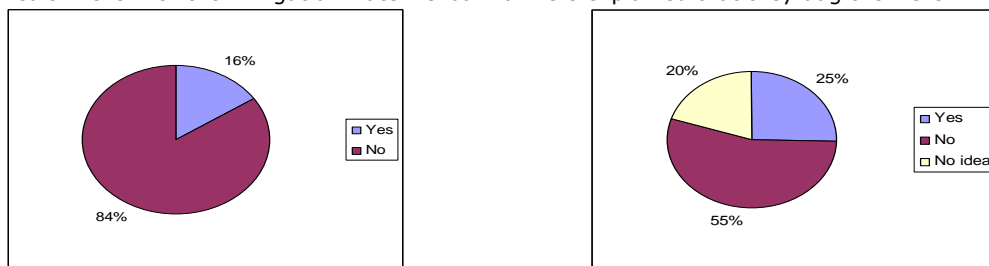 16%
84%
Yes
No
20%
25%
55%
Yes
No
No idea